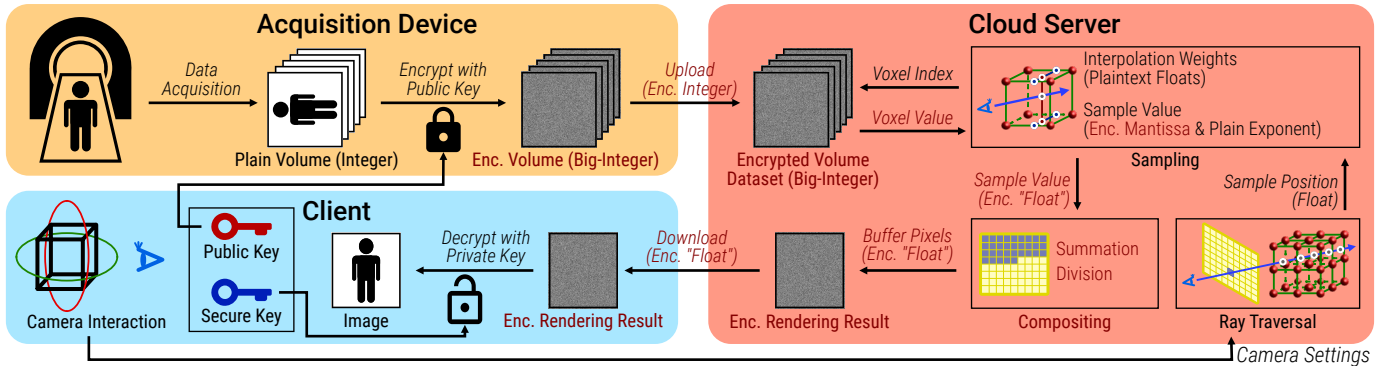 Acquisition Device
Data
Acquisition
Plain Volume (Integer)
Encrypt with
Public Key
Enc. Volume (Big-Integer)
Upload
(Enc. Integer)
Cloud Server
Encrypted Volume
Dataset (Big-Integer)
Voxel Index
Voxel Value
Interpolation Weights
(Plaintext Floats)
Sample Value
(Enc. Mantissa & Plain Exponent)
Sampling
Sample Value
(Enc. "Float")
Sample Position
(Float)
Client
Camera Interaction
Public Key
Secure Key
Image
Decrypt with
Private Key
Enc. Rendering Result
Download
(Enc. "Float")
Enc. Rendering Result
Buffer Pixels
(Enc. "Float")
Summation
Division
Compositing
Ray Traversal
Camera Settings